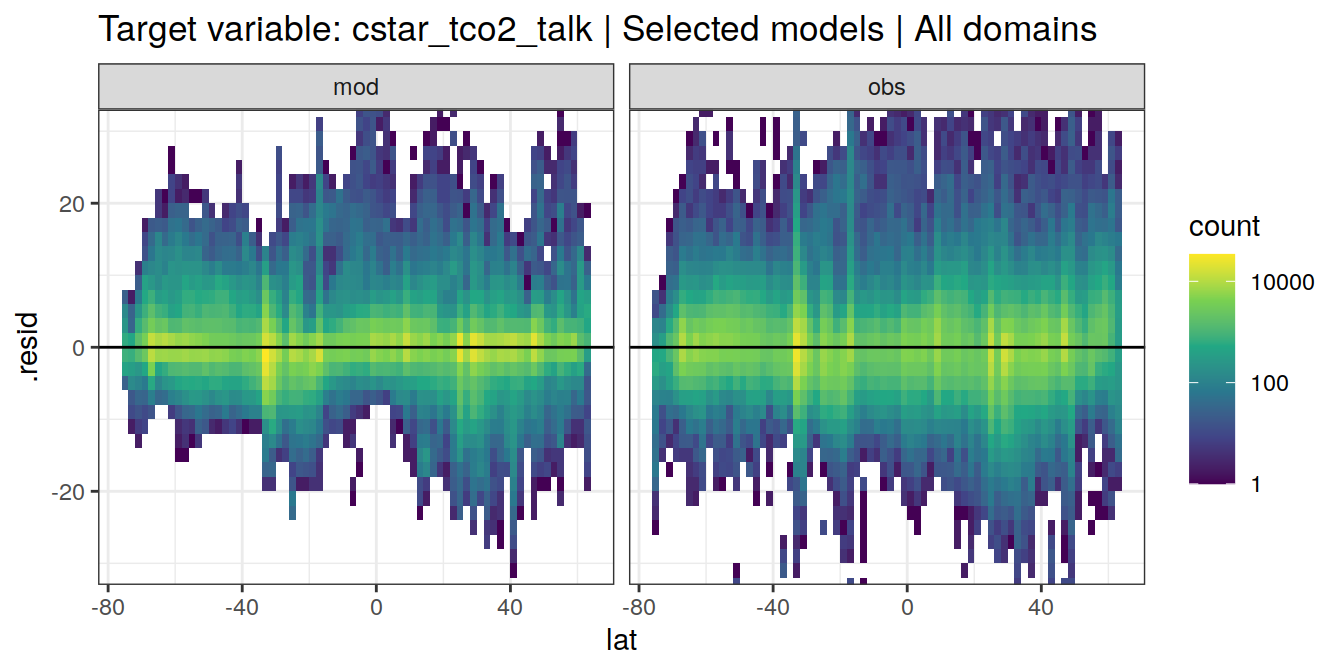 Target variable: cstar_tco2_talk | Selected models | All domains
mod
obs
.resid
20
0
-20
-80
-40
0
40
-80
-40
0
40
lat
count
10000
100
1